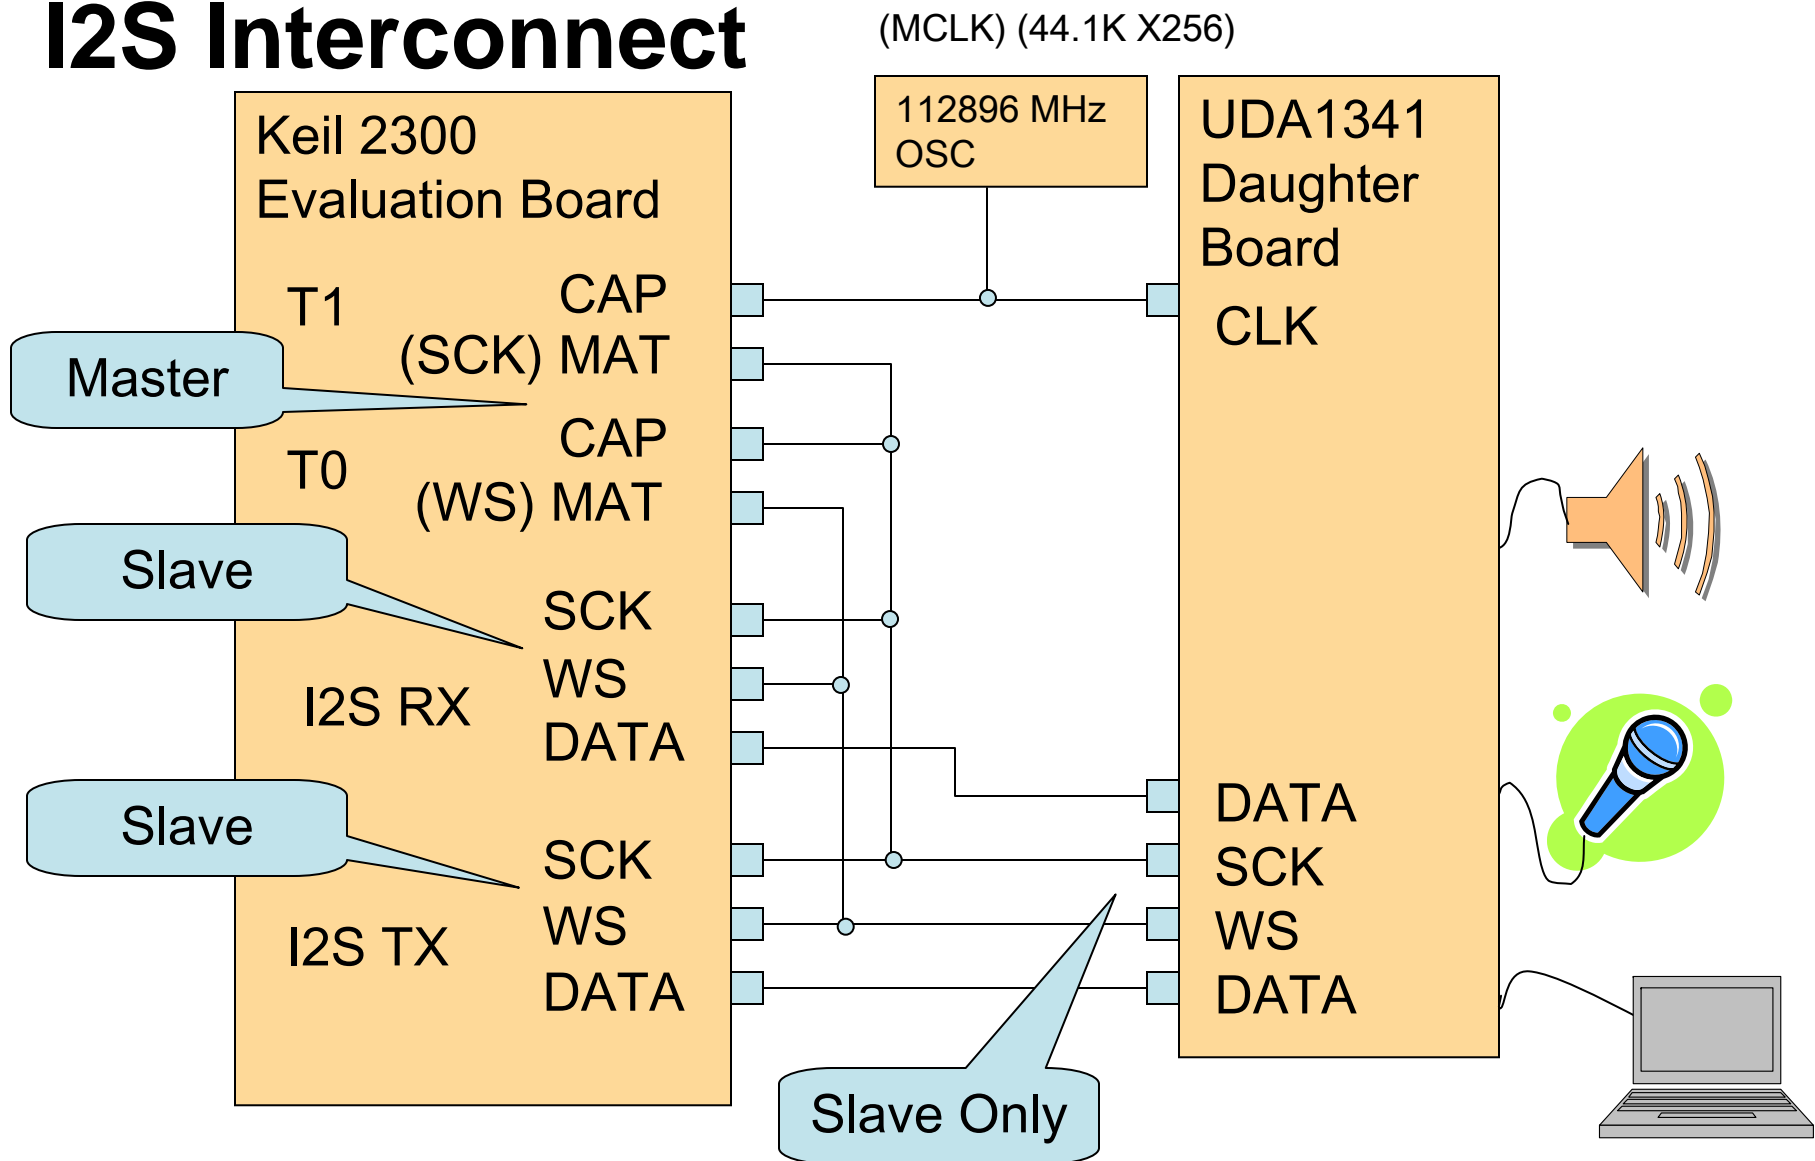 I2S Interconnect
(MCLK) (44.1K X256)
Keil 2300
Evaluation Board
112896 MHz
OSC
UDA1341
Daughter
Board
CLK
T1
CAP
(SCK) MAT
Master
T0
CAP
(WS) MAT
Slave
SCK
WS
I2S RX
DATA
Slave
SCK
WS
I2S TX
DATA
DATA
SCK
WS
DATA
Slave Only